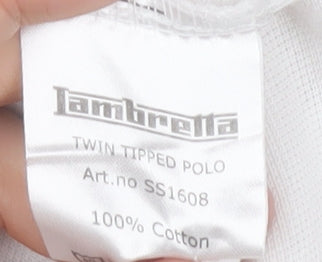 Lambretta
TWIN TIPPED POLO
Art.no SS1608
100% Cotton